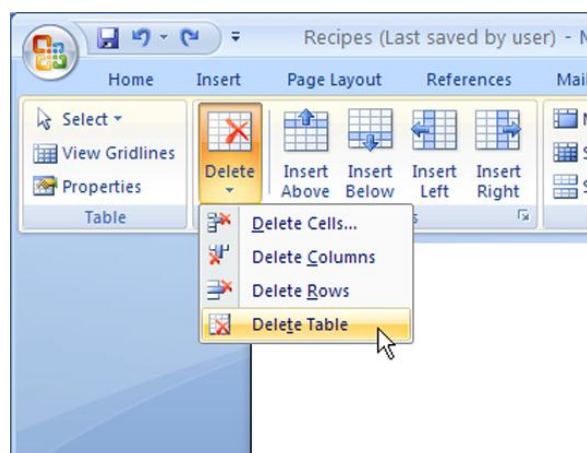 Recipes (Last saved by user) -
Home Insert Page Layout References
Select
View Gridlines
Properties
Table
Delete
Insert Above
Insert Below
Insert Left
Insert Right
Delete Cells...
Delete Columns
Delete Rows
Delete Table